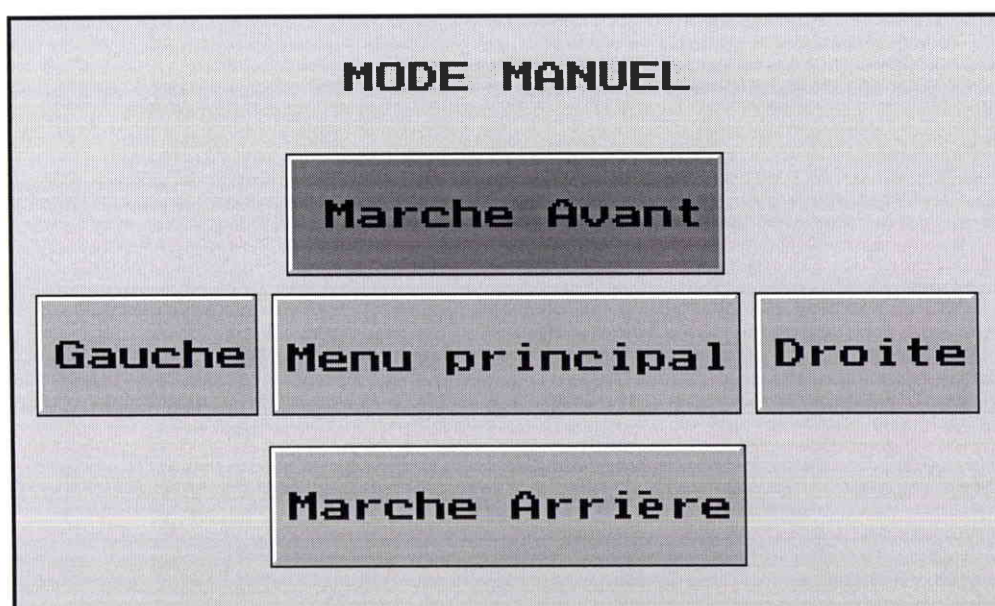 MODE MANUEL
Marche Avant
Gauche
Menu principal
Droite
Marche Arrière